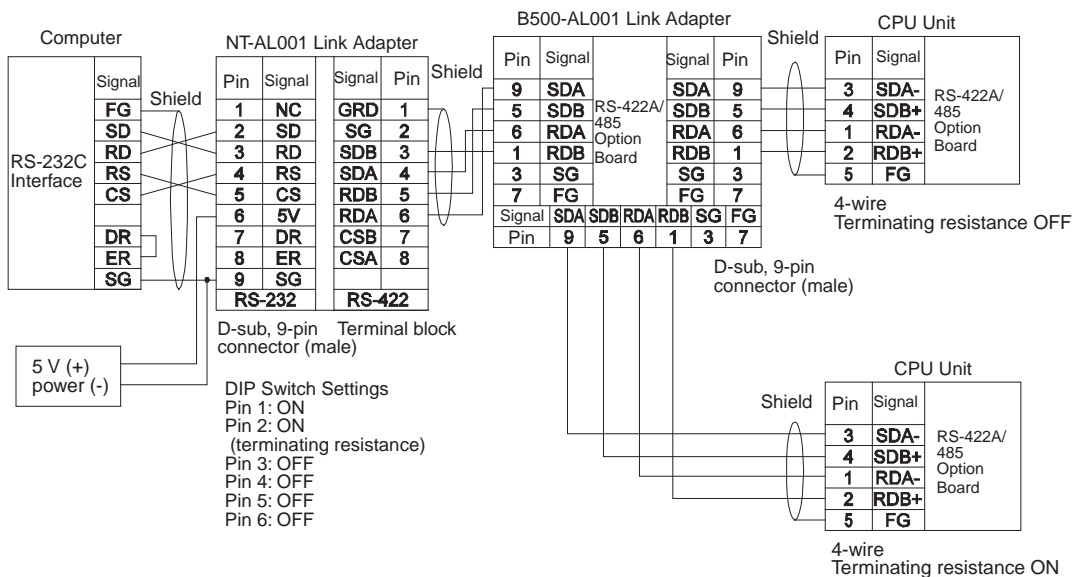 B500-AL001 Link Adapter
CPU Unit
Computer
NT-AL001 Link Adapter
Shield
Signal
FG
SD
RD
RS
CS
DR
ER
SG
RS-232C
Interface
Shield
Pin Signal
1 NC
2 SD
3 RD
4 RS
5 CS
6 5V
7 DR
8 ER
9 SG
RS-232
Signal Pin
GRD 1
SG 2
SDB 3
SDA 4
RDB 5
RDA 6
CSB 7
CSA 8
RS-422
Shield
Pin Signal
9 SDA
5 SDB
6 RDA
1 RDB
3 SG
7 FG
RS-422A/
485
Option
Board
Signal Pin
SDA 9
SDB 5
RDA 6
RDB 1
SG 3
FG 7
Signal SDA SDB RDA RDB SG FG
Pin 9 5 6 1 3 7
Pin Signal
3 SDA-
4 SDB+
1 RDA-
2 RDB+
5 FG
RS-422A/
485
Option
Board
4-wire
Terminating resistance OFF
D-sub, 9-pin
connector (male)
D-sub, 9-pin
connector (male)
Terminal block
5 V (+)
power (-)
DIP Switch Settings
Pin 1: ON
Pin 2: ON
(terminating resistance)
Pin 3: OFF
Pin 4: OFF
Pin 5: OFF
Pin 6: OFF
CPU Unit
Shield
Pin Signal
3 SDA-
4 SDB+
1 RDA-
2 RDB+
5 FG
RS-422A/
485
Option
Board
4-wire
Terminating resistance ON